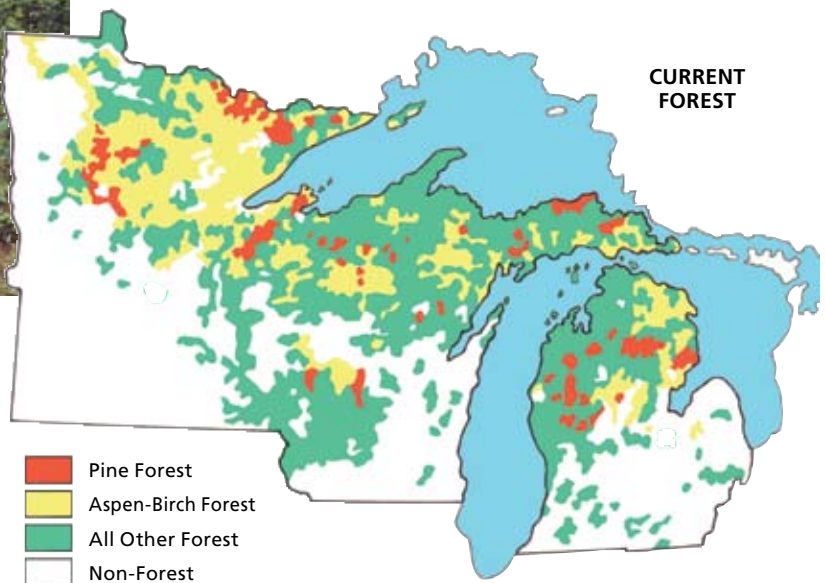 CURRENT
FOREST
Pine Forest
Aspen-Birch Forest
All Other Forest
Non-Forest